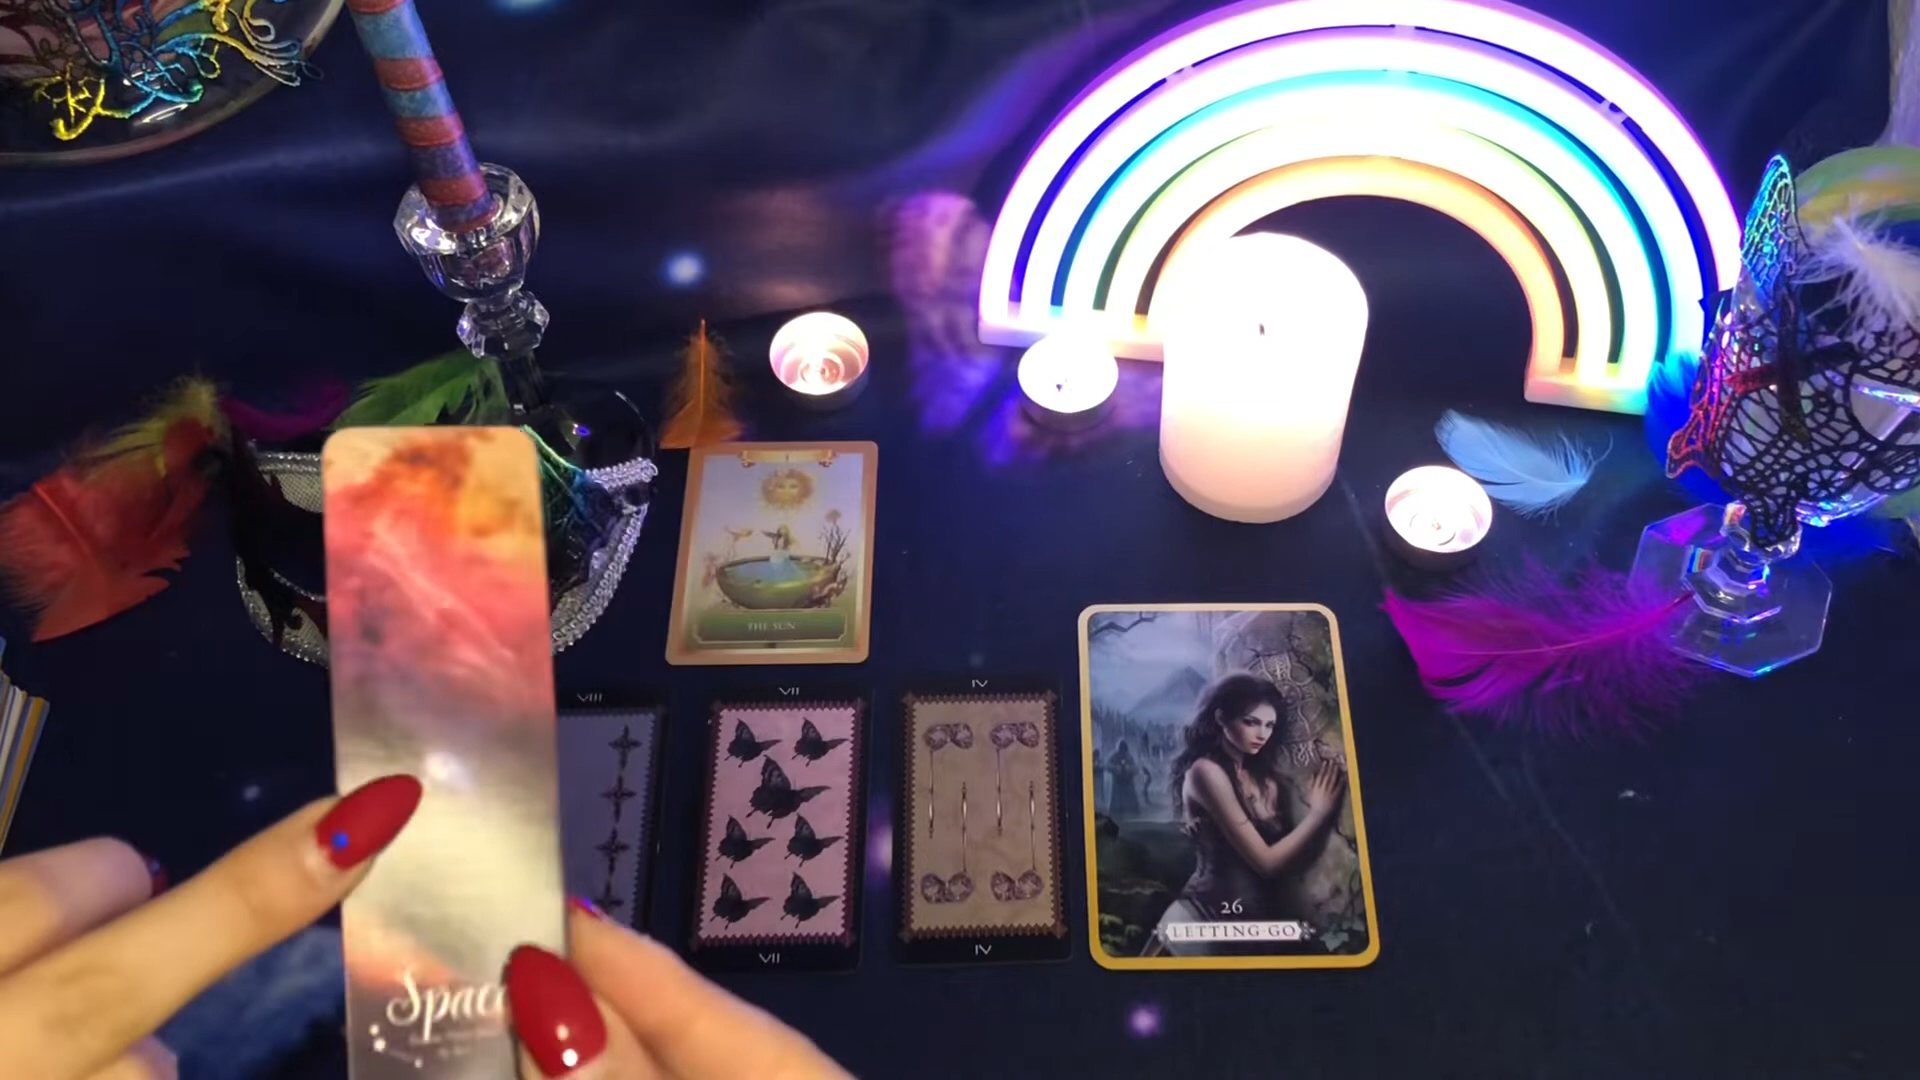 THE SUN
VIII
VII
IV
VII
IV
26
LETTING GO
Space